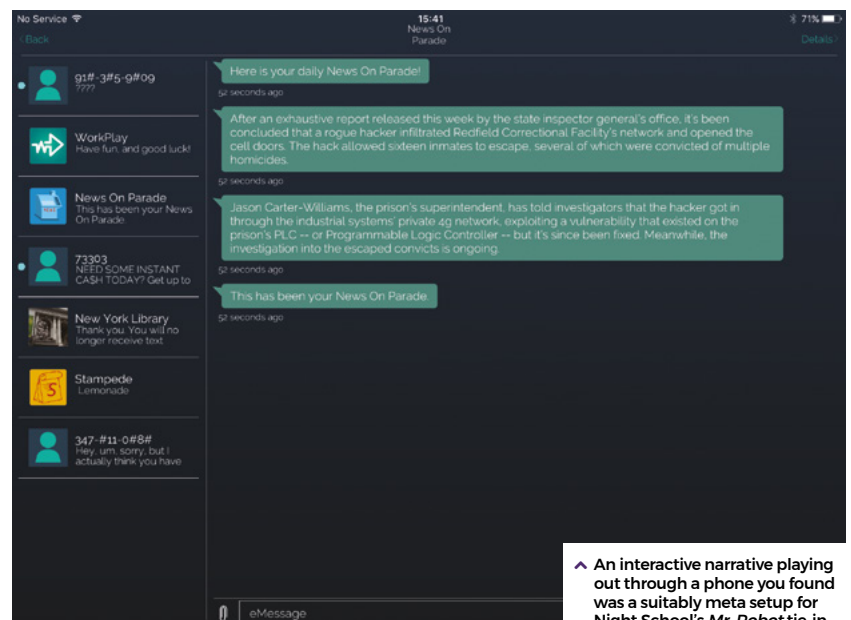 No Service
15:41
71%
<Back
News On
Parade
Details>
91#-3#5-9#09
????
WorkPlay
Have fun, and good luck!
News On Parade
This has been your News
On Parade.
73303
NEED SOME INSTANT
CA$H TODAY? Get up to
New York Library
Thank you. You will no
longer receive text
Stampede
Lemonade
347-#11-0#8#
Hey, um, sorry, but I
actually think you have
Here is your daily News On Parade!
52 seconds ago
After an exhaustive report released this week by the state inspector general's office, it's been
concluded that a rogue hacker infiltrated Redfield Correctional Facility's network and opened the
cell doors. The hack allowed sixteen inmates to escape, several of which were convicted of multiple
homicides.
52 seconds ago
Jason Carter-Williams, the prison's superintendent, has told investigators that the hacker got in
through the industrial systems' private 4g network, exploiting a vulnerability that existed on the
prison's PLC -- or Programmable Logic Controller -- but it's since been fixed. Meanwhile, the
investigation into the escaped convicts is ongoing.
52 seconds ago
This has been your News On Parade.
52 seconds ago
eMessage
An interactive narrative playing
out through a phone you found
was a suitably meta setup for
Night School's Mr. Robot tie-in